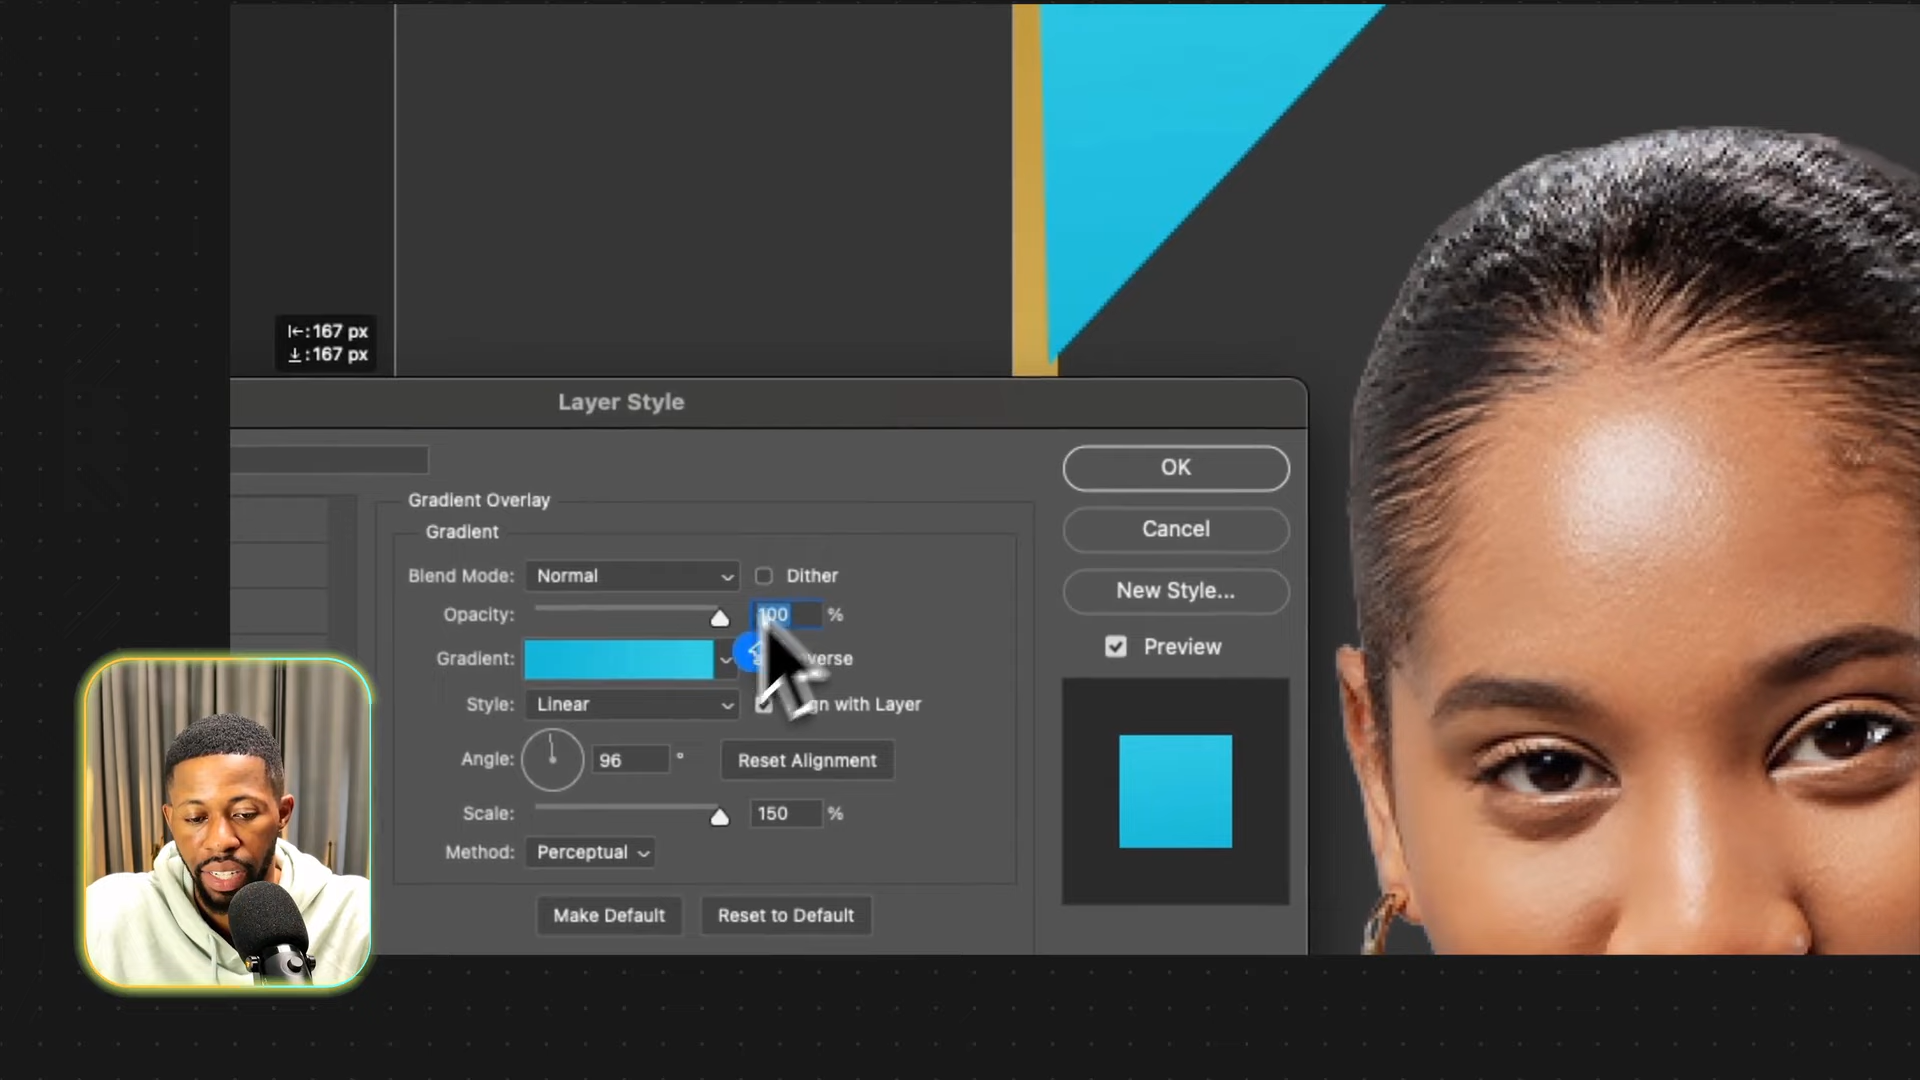 |←: 167 px
↓: 167 px
Layer Style
OK
Gradient Overlay
Cancel
Gradient
Blend Mode: Normal Dither
New Style...
Opacity: 100 %
Preview
Gradient:
Style: Linear with Layer
Angle: 96 ° Reset Alignment
Scale: 150 %
Method: Perceptual
Make Default Reset to Default